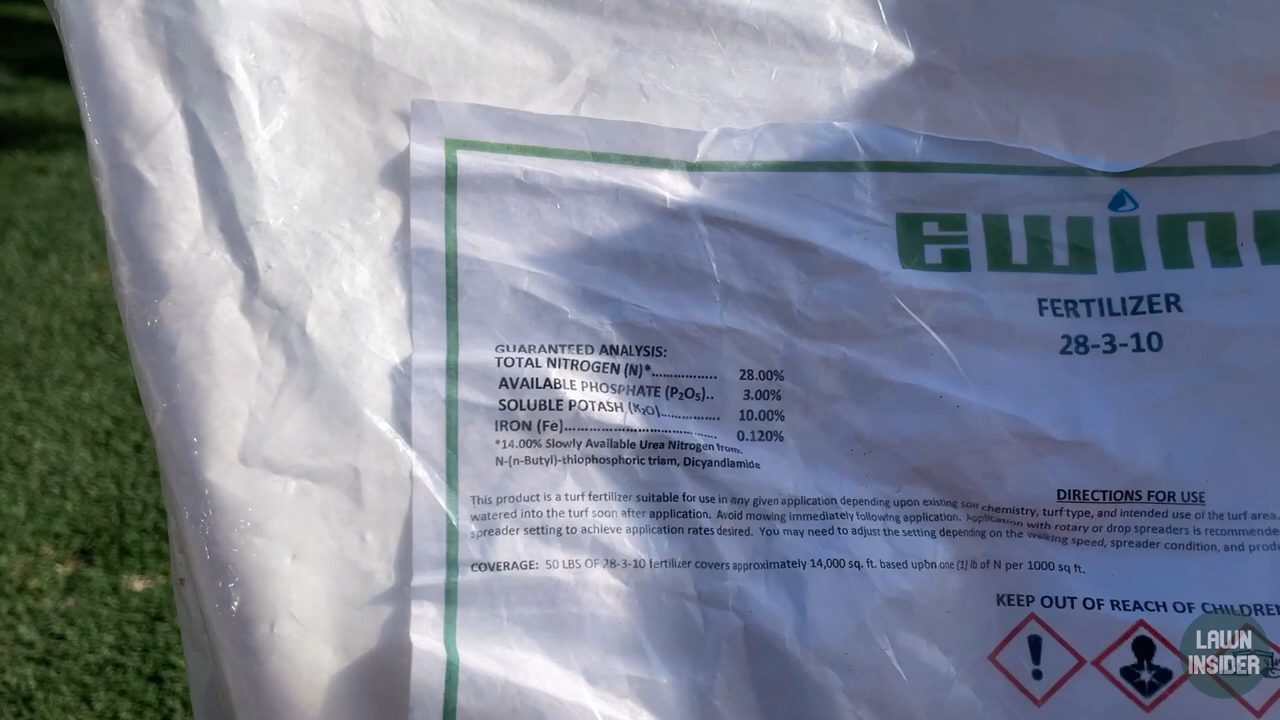 EWIN
FERTILIZER
28-3-10
GUARANTEED ANALYSIS:
TOTAL NITROGEN (N)*................ 28.00%
AVAILABLE PHOSPHATE (P₂O₅).. 3.00%
SOLUBLE POTASH (K₂O)............... 10.00%
IRON (Fe)....................................... 0.120%
*14.00% Slowly Available Urea Nitrogen from,
N-(n-Butyl)-thiophosphoric triam, Dicyandiamide
DIRECTIONS FOR USE
This product is a turf fertilizer suitable for use in any given application depending upon existing soil chemistry, turf type, and intended use of the turf area.
watered into the turf soon after application. Avoid mowing immediately following application. Application with rotary or drop spreaders is recommende
spreader setting to achieve application rates desired. You may need to adjust the setting depending on the walking speed, spreader condition, and prod
COVERAGE: 50 LBS OF 28-3-10 fertilizer covers approximately 14,000 sq. ft. based upon one (1) lb of N per 1000 sq ft.
KEEP OUT OF REACH OF CHILDRE
LAWN
INSIDER